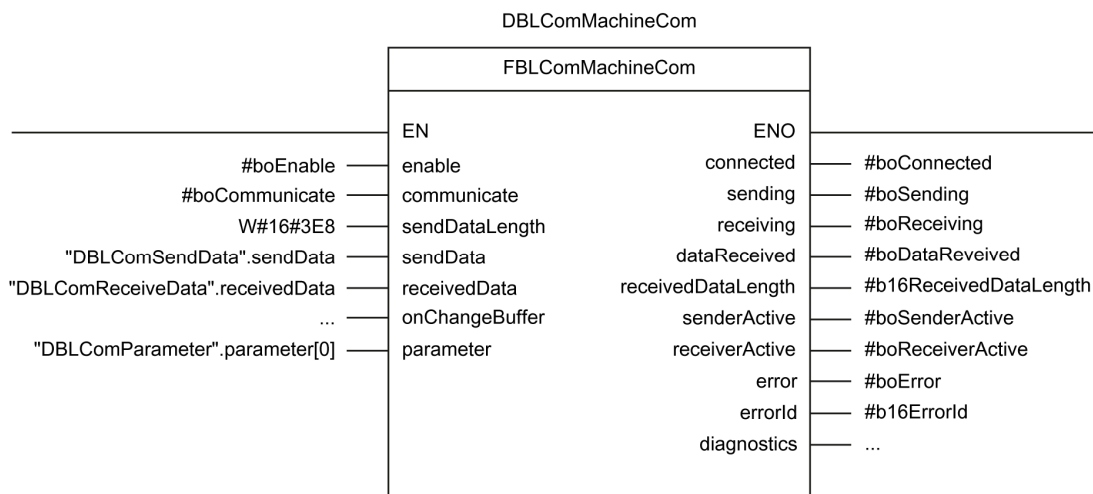 DBLComMachineCom
FBLComMachineCom
EN ENO
#boEnable enable connected #boConnected
#boCommunicate communicate sending #boSending
W#16#3E8 sendDataLength receiving #boReceiving
"DBLComSendData".sendData sendData dataReceived #boDataReveived
"DBLComReceiveData".receivedData receivedData receivedDataLength #b16ReceivedDataLength
... onChangeBuffer senderActive #boSenderActive
"DBLComParameter".parameter[0] parameter receiverActive #boReceiverActive
error #boError
errorId #b16ErrorId
diagnostics ...